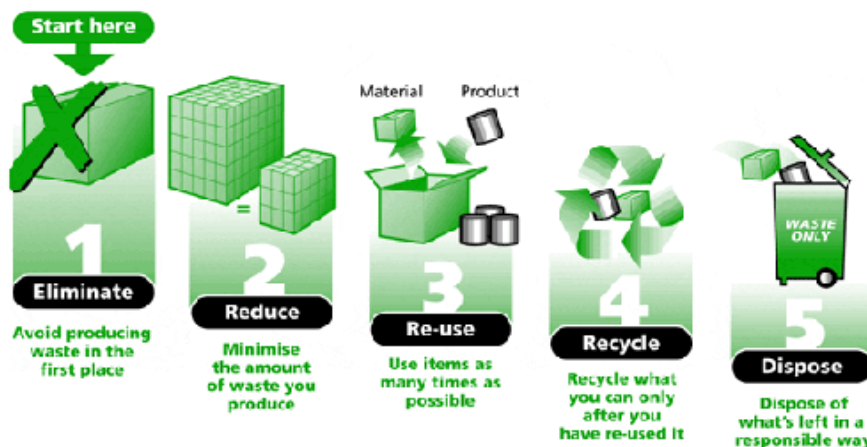 Start here
Material
Product
=
WASTE
ONLY
1
Eliminate
Avoid producing
waste in the
first place
2
Reduce
Minimise
the amount
of waste you
produce
3
Re-use
Use items as
many times as
possible
4
Recycle
Recycle what
you can only
after you
have re-used it
5
Dispose
Dispose of
what's left in a
responsible way